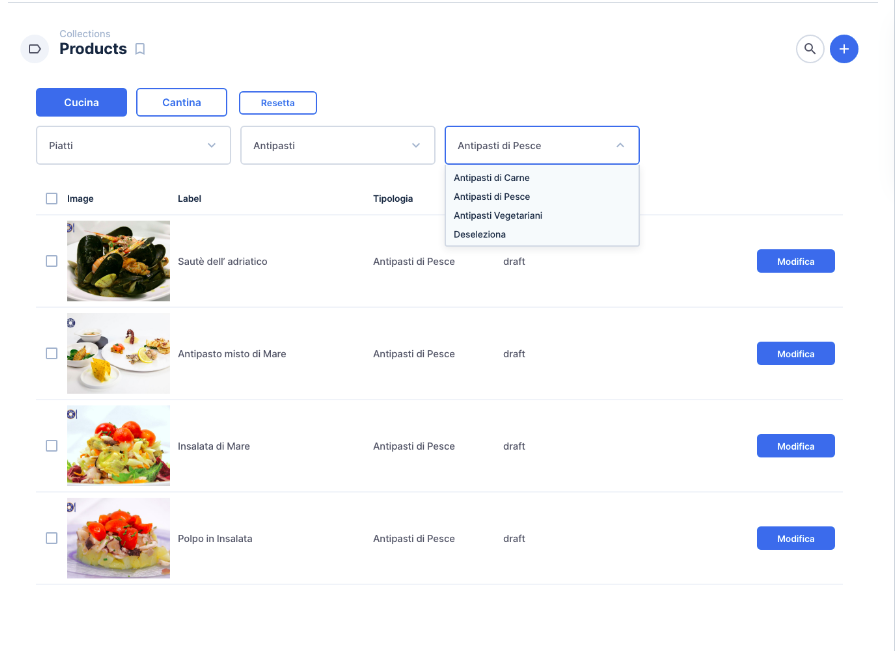 Collections
Products
Cucina
Cantina
Resetta
Piatti
Antipasti
Antipasti di Pesce
Antipasti di Carne
Antipasti di Pesce
Antipasti Vegetariani
Deseleziona
Image Label Tipologia
Sautè dell’ adriatico Antipasti di Pesce draft Modifica
Antipasto misto di Mare Antipasti di Pesce draft Modifica
Insalata di Mare Antipasti di Pesce draft Modifica
Polpo in Insalata Antipasti di Pesce draft Modifica